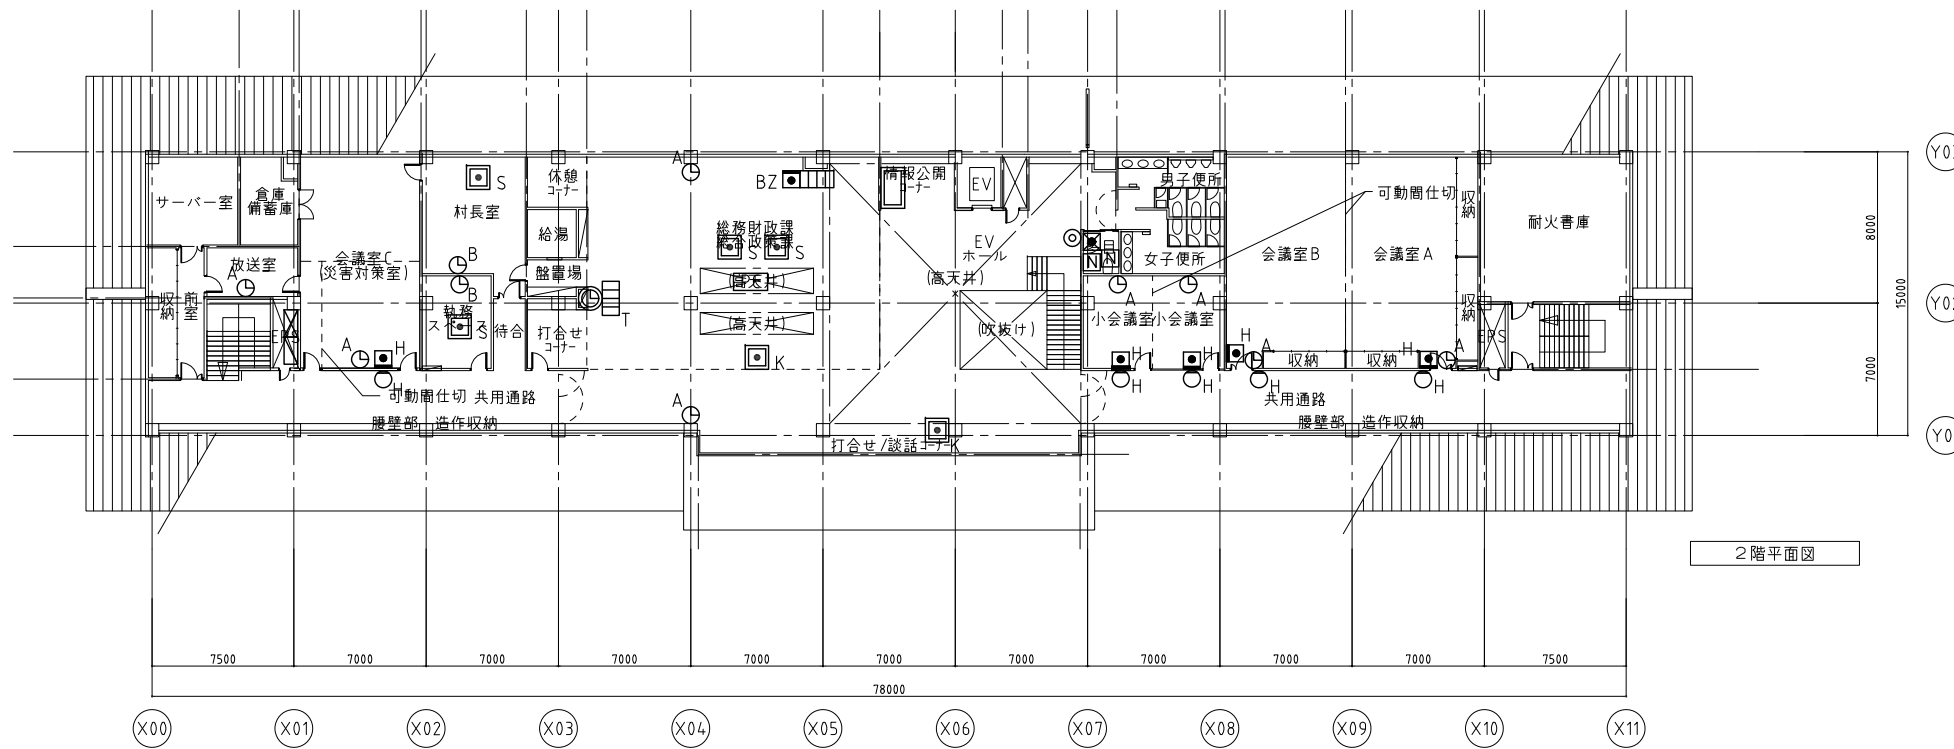 サーバー室
倉庫
備蓄庫
放送室
A
収納
前室
EPS
会議室C
(災害対策室)
A
H
H
可動間仕切
共用通路
腰壁部 造作収納
村長室
S
B
B
執務
スペース
S
待合
休憩
コーナー
給湯
盤置場
打合せ
コーナー
T
A
BZ
総務財政課
S
S
(高天井)
(高天井)
K
A
情報公開
コーナー
EV
EV
ホール
(高天井)
(吹抜け)
打合せ/談話コーナー
K
男子便所
女子便所
N
N
A
A
小会議室
小会議室
H
H
H
H
可動間仕切
会議室B
会議室A
収納
収納
H
A
収納
収納
H
A
H
H
共用通路
腰壁部 造作収納
耐火書庫
EPS
8000
7000
15000
2階平面図
7500
7000
7000
7000
7000
7000
7000
7000
7000
7000
7500
78000
X00
X01
X02
X03
X04
X05
X06
X07
X08
X09
X10
X11